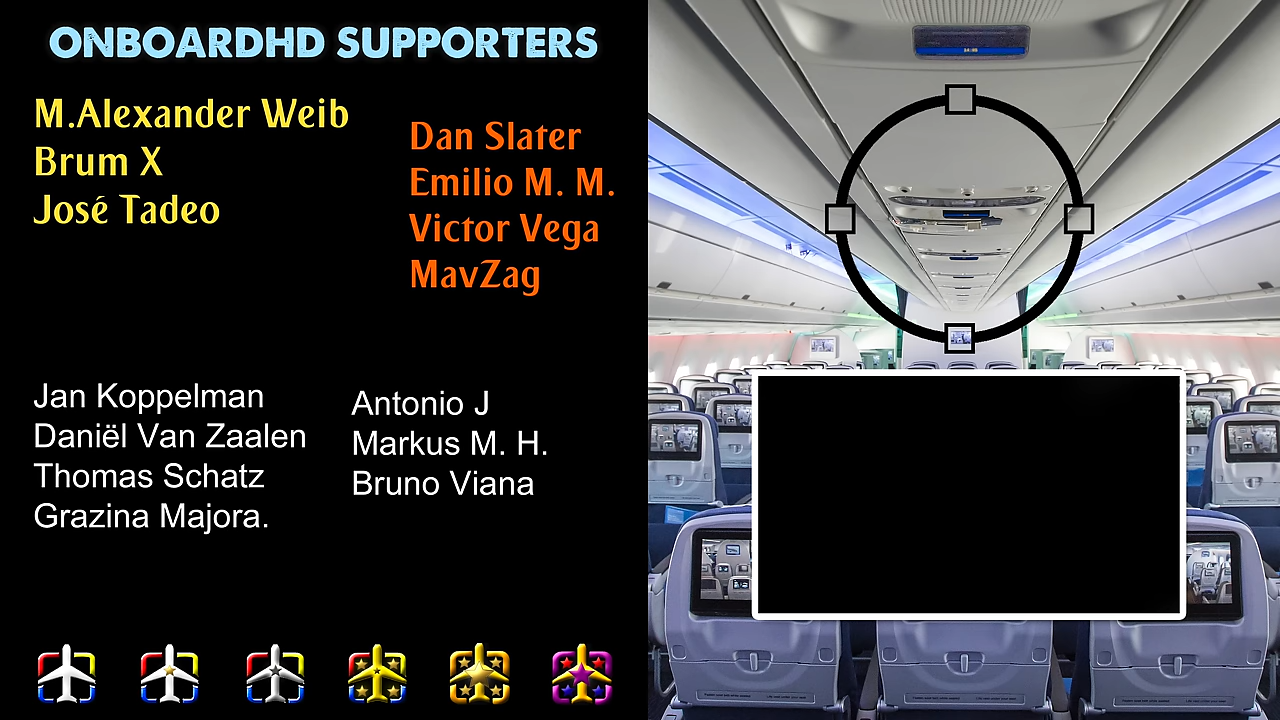 ONBOARDHD SUPPORTERS
M.Alexander Weib
Brum X
José Tadeo
Dan Slater
Emilio M. M.
Victor Vega
MavZag
Jan Koppelman
Daniël Van Zaalen
Thomas Schatz
Grazina Majora.
Antonio J
Markus M. H.
Bruno Viana